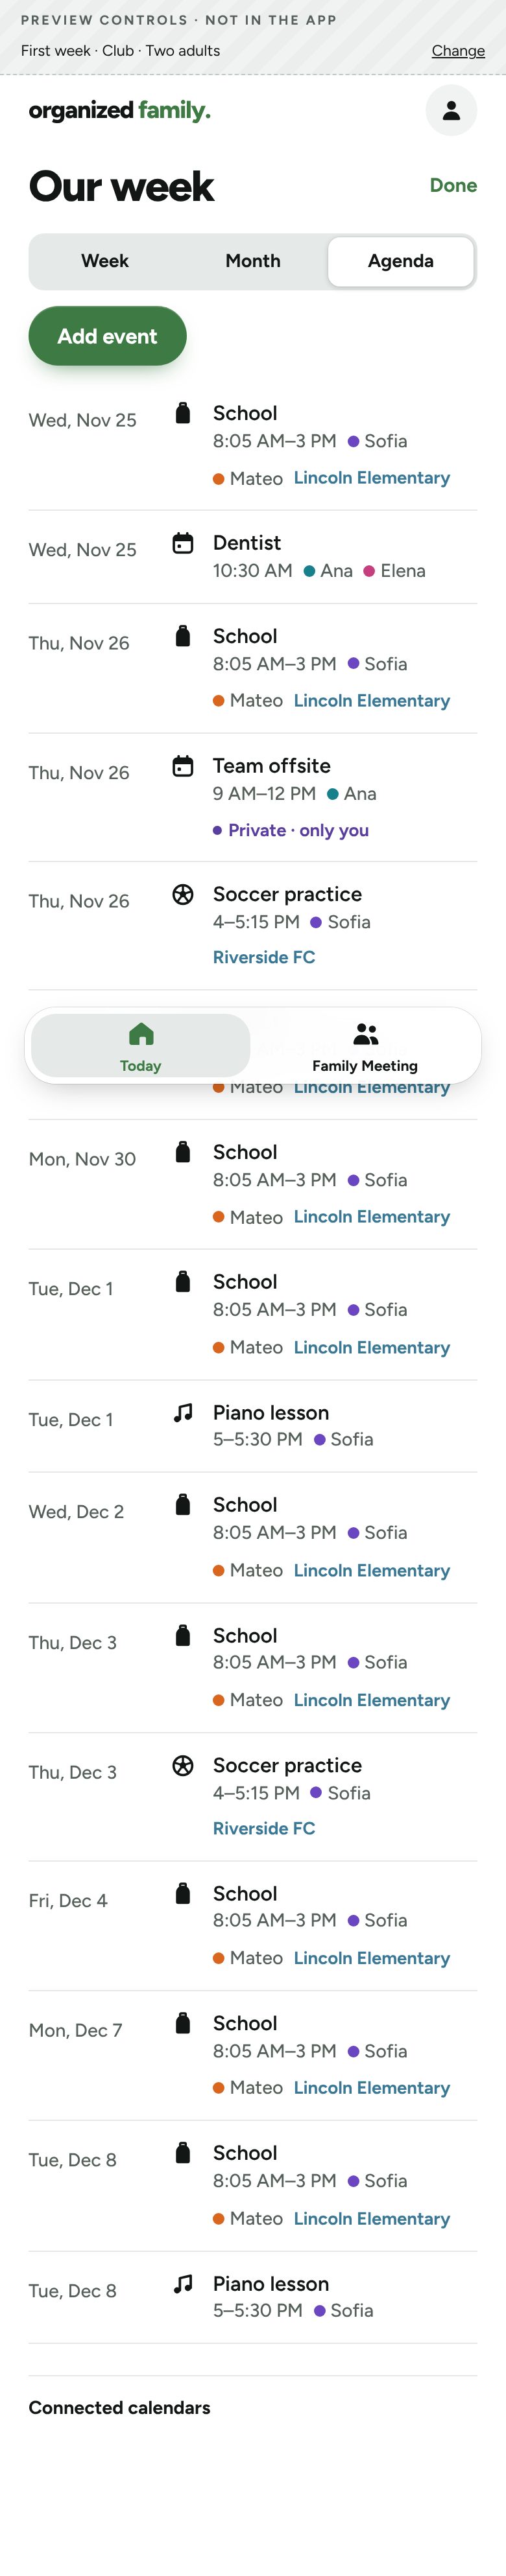 PREVIEW CONTROLS · NOT IN THE APP
First week · Club · Two adults Change
organized family.
Our week Done
Week Month Agenda
Add event
Wed, Nov 25 School
8:05 AM–3 PM Sofia
Mateo Lincoln Elementary
Wed, Nov 25 Dentist
10:30 AM Ana Elena
Thu, Nov 26 School
8:05 AM–3 PM Sofia
Mateo Lincoln Elementary
Thu, Nov 26 Team offsite
9 AM–12 PM Ana
Private · only you
Thu, Nov 26 Soccer practice
4–5:15 PM Sofia
Riverside FC
Today Family Meeting
Mateo Lincoln Elementary
Mon, Nov 30 School
8:05 AM–3 PM Sofia
Mateo Lincoln Elementary
Tue, Dec 1 School
8:05 AM–3 PM Sofia
Mateo Lincoln Elementary
Tue, Dec 1 Piano lesson
5–5:30 PM Sofia
Wed, Dec 2 School
8:05 AM–3 PM Sofia
Mateo Lincoln Elementary
Thu, Dec 3 School
8:05 AM–3 PM Sofia
Mateo Lincoln Elementary
Thu, Dec 3 Soccer practice
4–5:15 PM Sofia
Riverside FC
Fri, Dec 4 School
8:05 AM–3 PM Sofia
Mateo Lincoln Elementary
Mon, Dec 7 School
8:05 AM–3 PM Sofia
Mateo Lincoln Elementary
Tue, Dec 8 School
8:05 AM–3 PM Sofia
Mateo Lincoln Elementary
Tue, Dec 8 Piano lesson
5–5:30 PM Sofia
Connected calendars